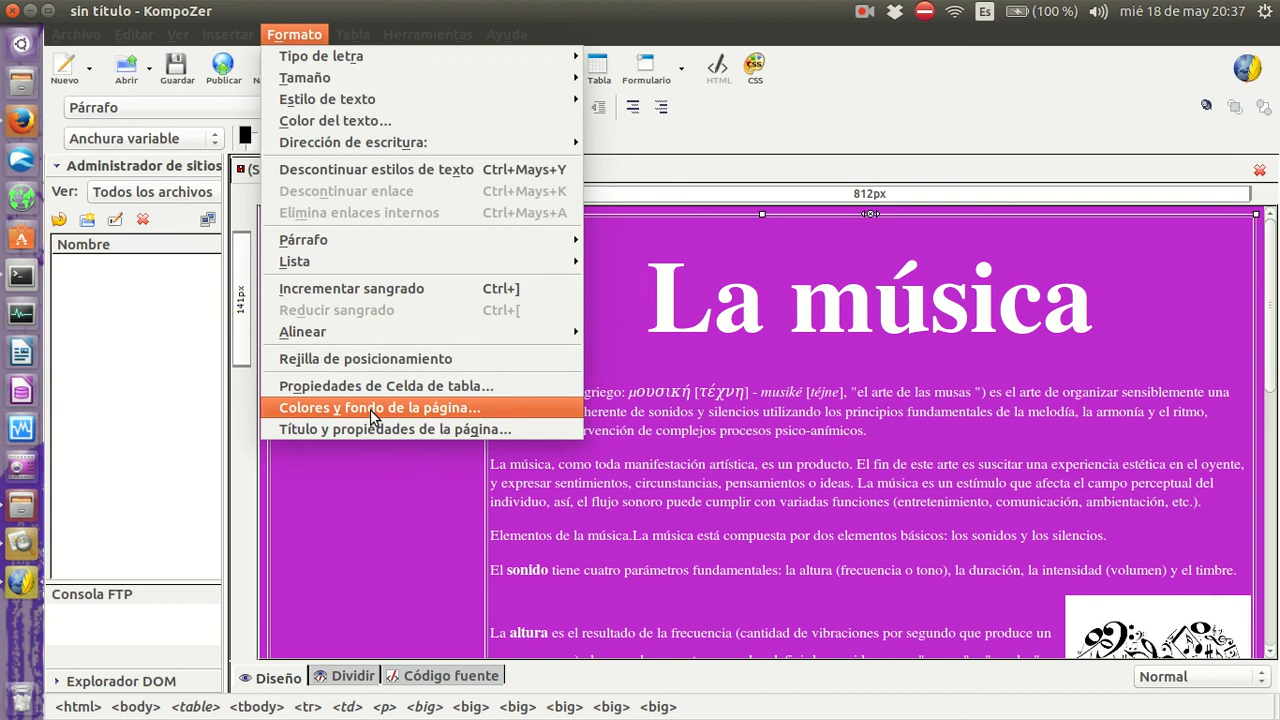 sin título - KompoZer
Es
(100 %)
mié 18 de may 20:37
Archivo Editar Ver Insertar Formato Tabla Herramientas Ayuda
Nuevo
Abrir
Guardar
Publicar
Tabla
Formulario
HTML
CSS
Párrafo
Anchura variable
Administrador de sitios
Ver: Todos los archivos
Nombre
Consola FTP
Explorador DOM
Tipo de letra
Tamaño
Estilo de texto
Color del texto...
Dirección de escritura:
Descontinuar estilos de texto Ctrl+Mays+Y
Descontinuar enlace Ctrl+Mays+K
Elimina enlaces internos Ctrl+Mays+A
Párrafo
Lista
Incrementar sangrado Ctrl+]
Reducir sangrado Ctrl+[
Alinear
Rejilla de posicionamiento
Propiedades de Celda de tabla...
Colores y fondo de la página...
Título y propiedades de la página...
812px
141px
La música
griego: μουσική [τέχνη] - musiké [téjne], "el arte de las musas ") es el arte de organizar sensiblemente una
herente de sonidos y silencios utilizando los principios fundamentales de la melodía, la armonía y el ritmo,
rvención de complejos procesos psico-anímicos.
La música, como toda manifestación artística, es un producto. El fin de este arte es suscitar una experiencia estética en el oyente,
y expresar sentimientos, circunstancias, pensamientos o ideas. La música es un estímulo que afecta el campo perceptual del
individuo, así, el flujo sonoro puede cumplir con variadas funciones (entretenimiento, comunicación, ambientación, etc.).
Elementos de la música.La música está compuesta por dos elementos básicos: los sonidos y los silencios.
El sonido tiene cuatro parámetros fundamentales: la altura (frecuencia o tono), la duración, la intensidad (volumen) y el timbre.
La altura es el resultado de la frecuencia (cantidad de vibraciones por segundo que produce un
Diseño
Dividir
Código fuente
Normal
<html> <body> <table> <tbody> <tr> <td> <p> <big> <big> <big> <big> <big>